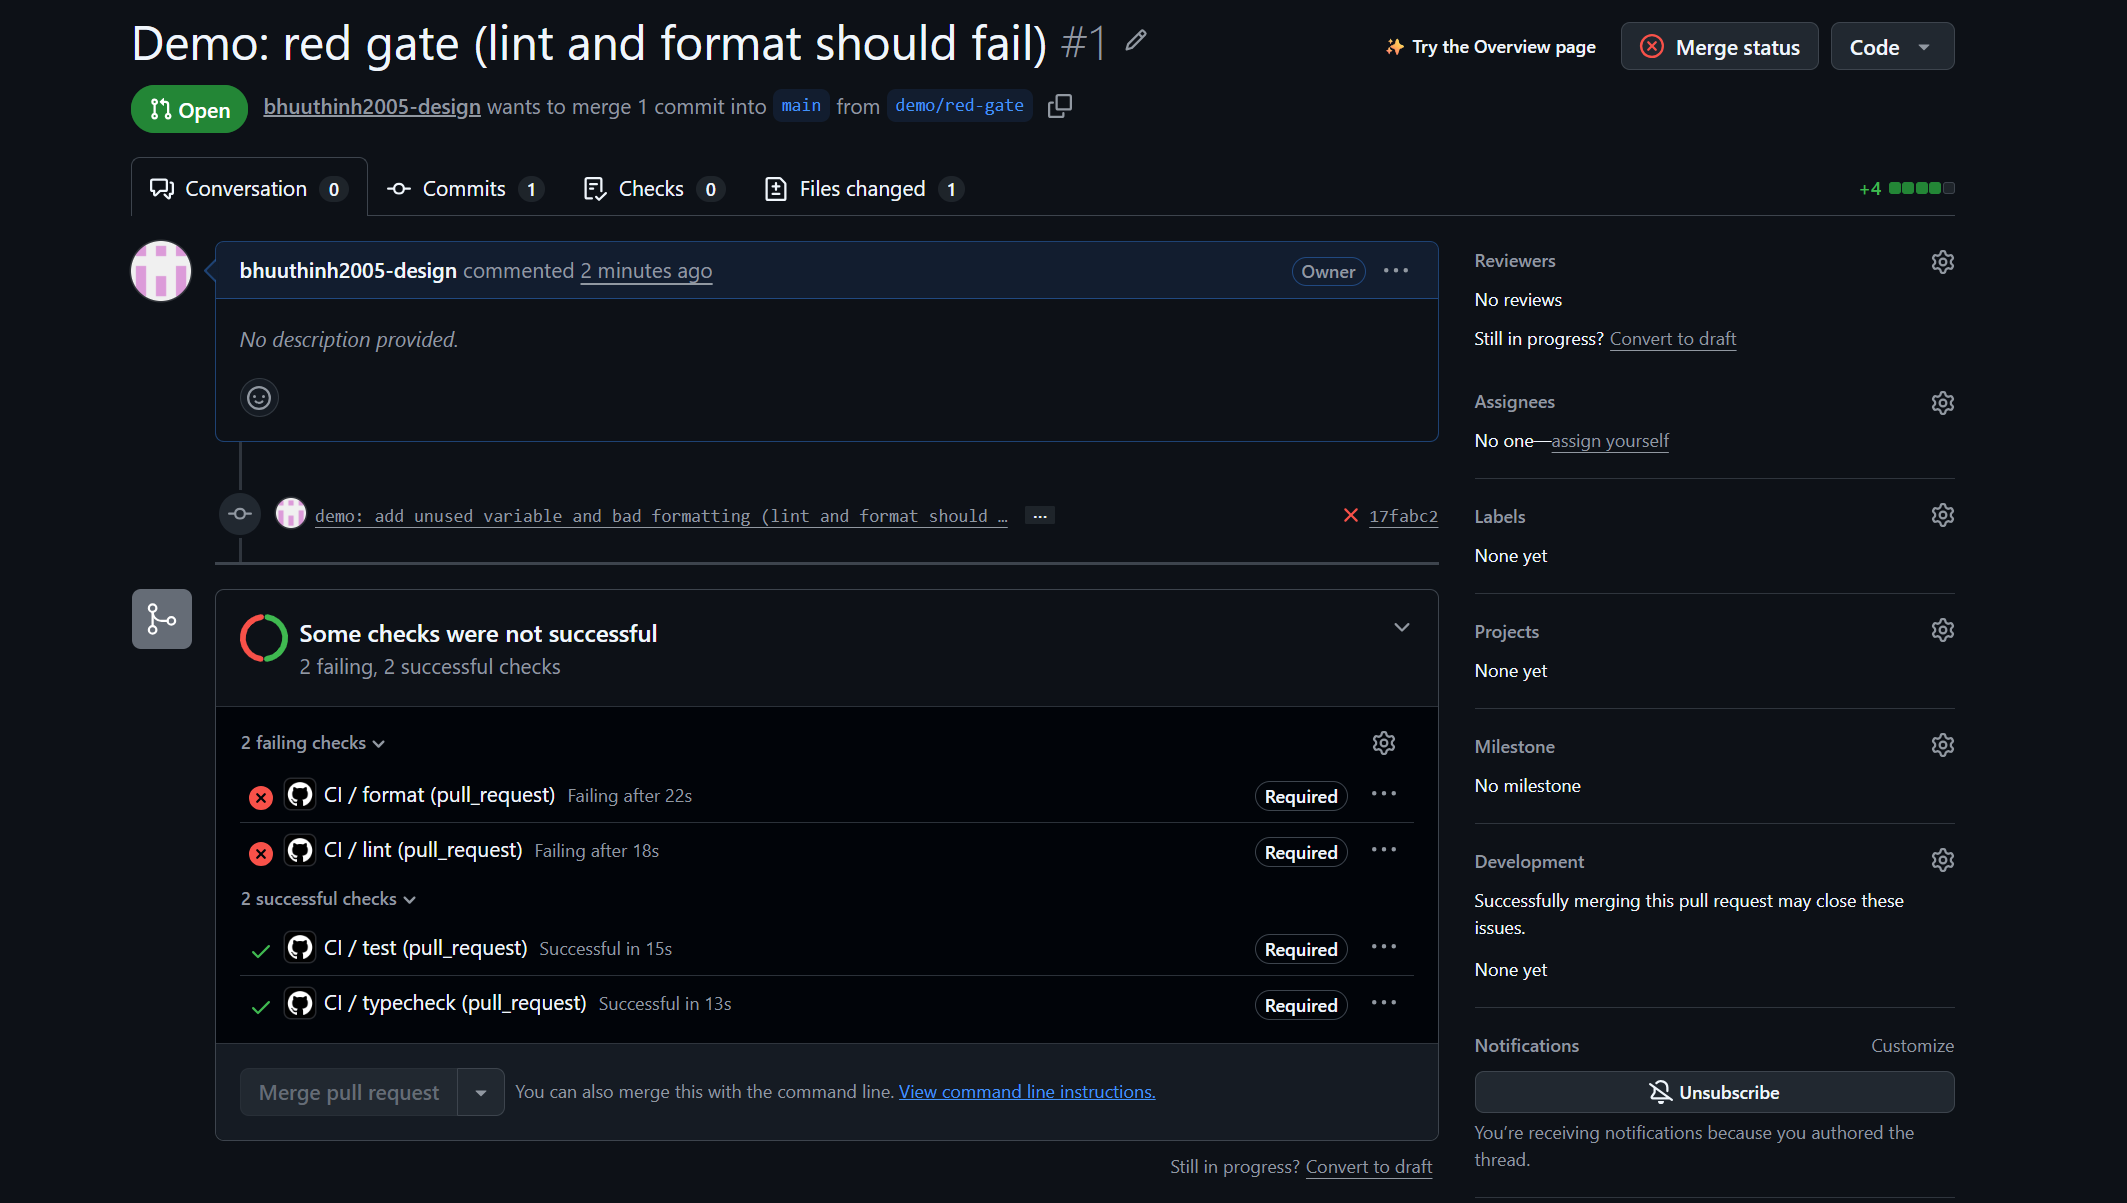 Demo: red gate (lint and format should fail) #1
Try the Overview page
Merge status
Code
Open
bhuuthinh2005-design wants to merge 1 commit into main from demo/red-gate
Conversation 0
Commits 1
Checks 0
Files changed 1
+4
bhuuthinh2005-design commented 2 minutes ago
Owner
No description provided.
demo: add unused variable and bad formatting (lint and format should …
17fabc2
Some checks were not successful
2 failing, 2 successful checks
2 failing checks
CI / format (pull_request) Failing after 22s
Required
CI / lint (pull_request) Failing after 18s
Required
2 successful checks
CI / test (pull_request) Successful in 15s
Required
CI / typecheck (pull_request) Successful in 13s
Required
Merge pull request
You can also merge this with the command line. View command line instructions.
Still in progress? Convert to draft
Reviewers
No reviews
Still in progress? Convert to draft
Assignees
No one—assign yourself
Labels
None yet
Projects
None yet
Milestone
No milestone
Development
Successfully merging this pull request may close these
issues.
None yet
Notifications
Customize
Unsubscribe
You're receiving notifications because you authored the
thread.